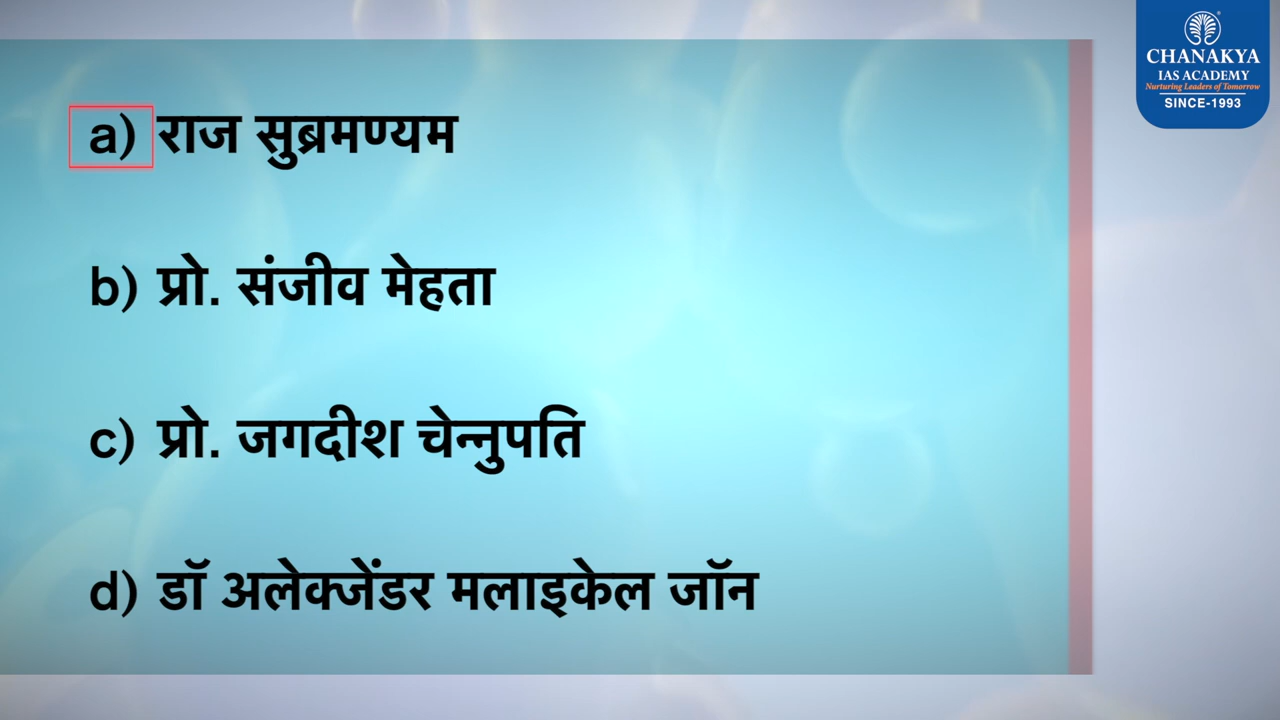 CHANAKYA
IAS ACADEMY
Nurturing Leaders of Tomorrow
SINCE-1993
a) राज सुब्रमण्यम
b) प्रो. संजीव मेहता
c) प्रो. जगदीश चेन्नुपति
d) डॉ अलेक्जेंडर मलाइकेल जॉन